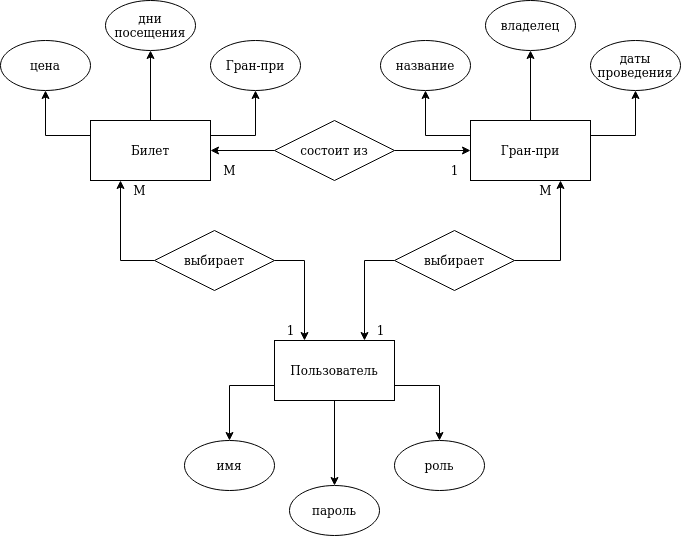 дни
посещения
владелец
цена
Гран-при
название
даты
проведения
Билет
состоит из
Гран-при
М
1
М
М
выбирает
выбирает
1
1
Пользователь
имя
роль
пароль